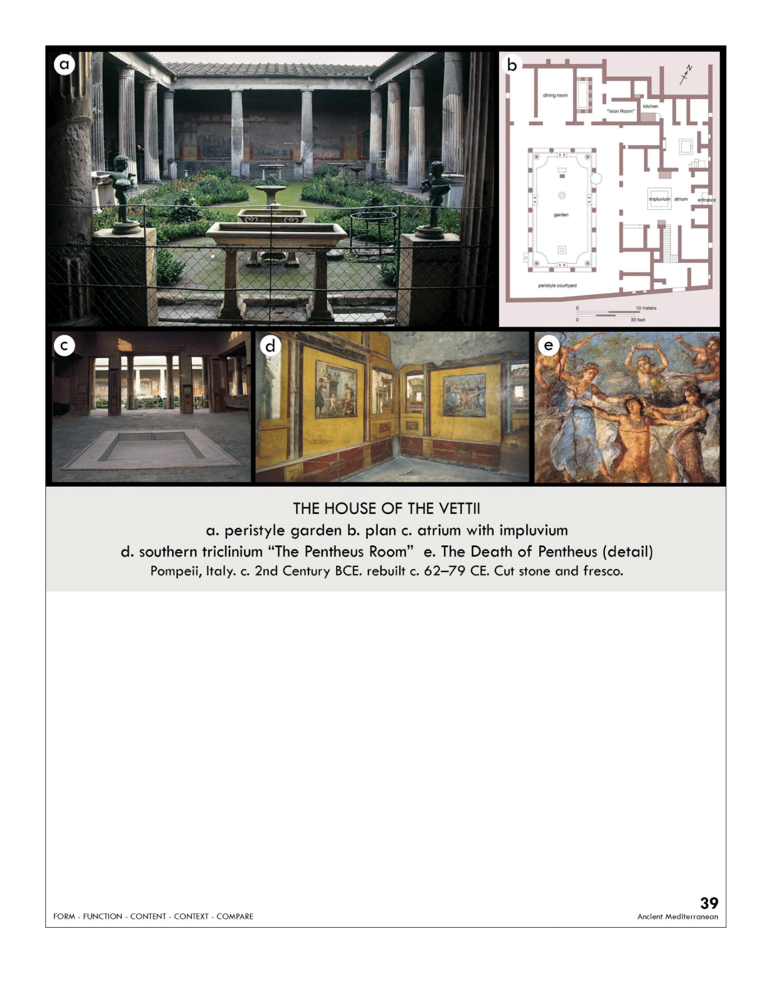 a
b
N
dining room
"Ixion Room"
kitchen
impluvium
atrium
entrance
garden
peristyle courtyard
0
10 meters
0
30 feet
c
d
e
THE HOUSE OF THE VETTII
a. peristyle garden b. plan c. atrium with impluvium
d. southern triclinium “The Pentheus Room”  e. The Death of Pentheus (detail)
Pompeii, Italy. c. 2nd Century BCE. rebuilt c. 62–79 CE. Cut stone and fresco.
39
FORM - FUNCTION - CONTENT - CONTEXT - COMPARE
Ancient Mediterranean